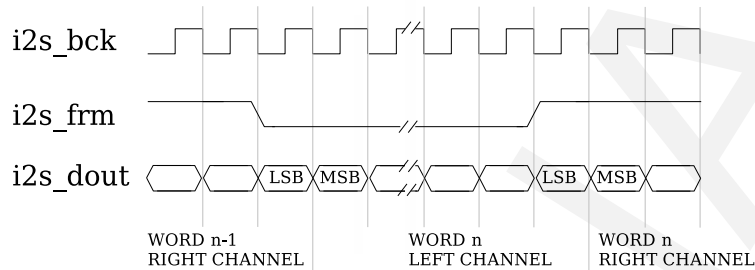 i2s_bck
i2s_frm
i2s_dout
LSB MSB LSB MSB
WORD n-1 WORD n WORD n
RIGHT CHANNEL LEFT CHANNEL RIGHT CHANNEL